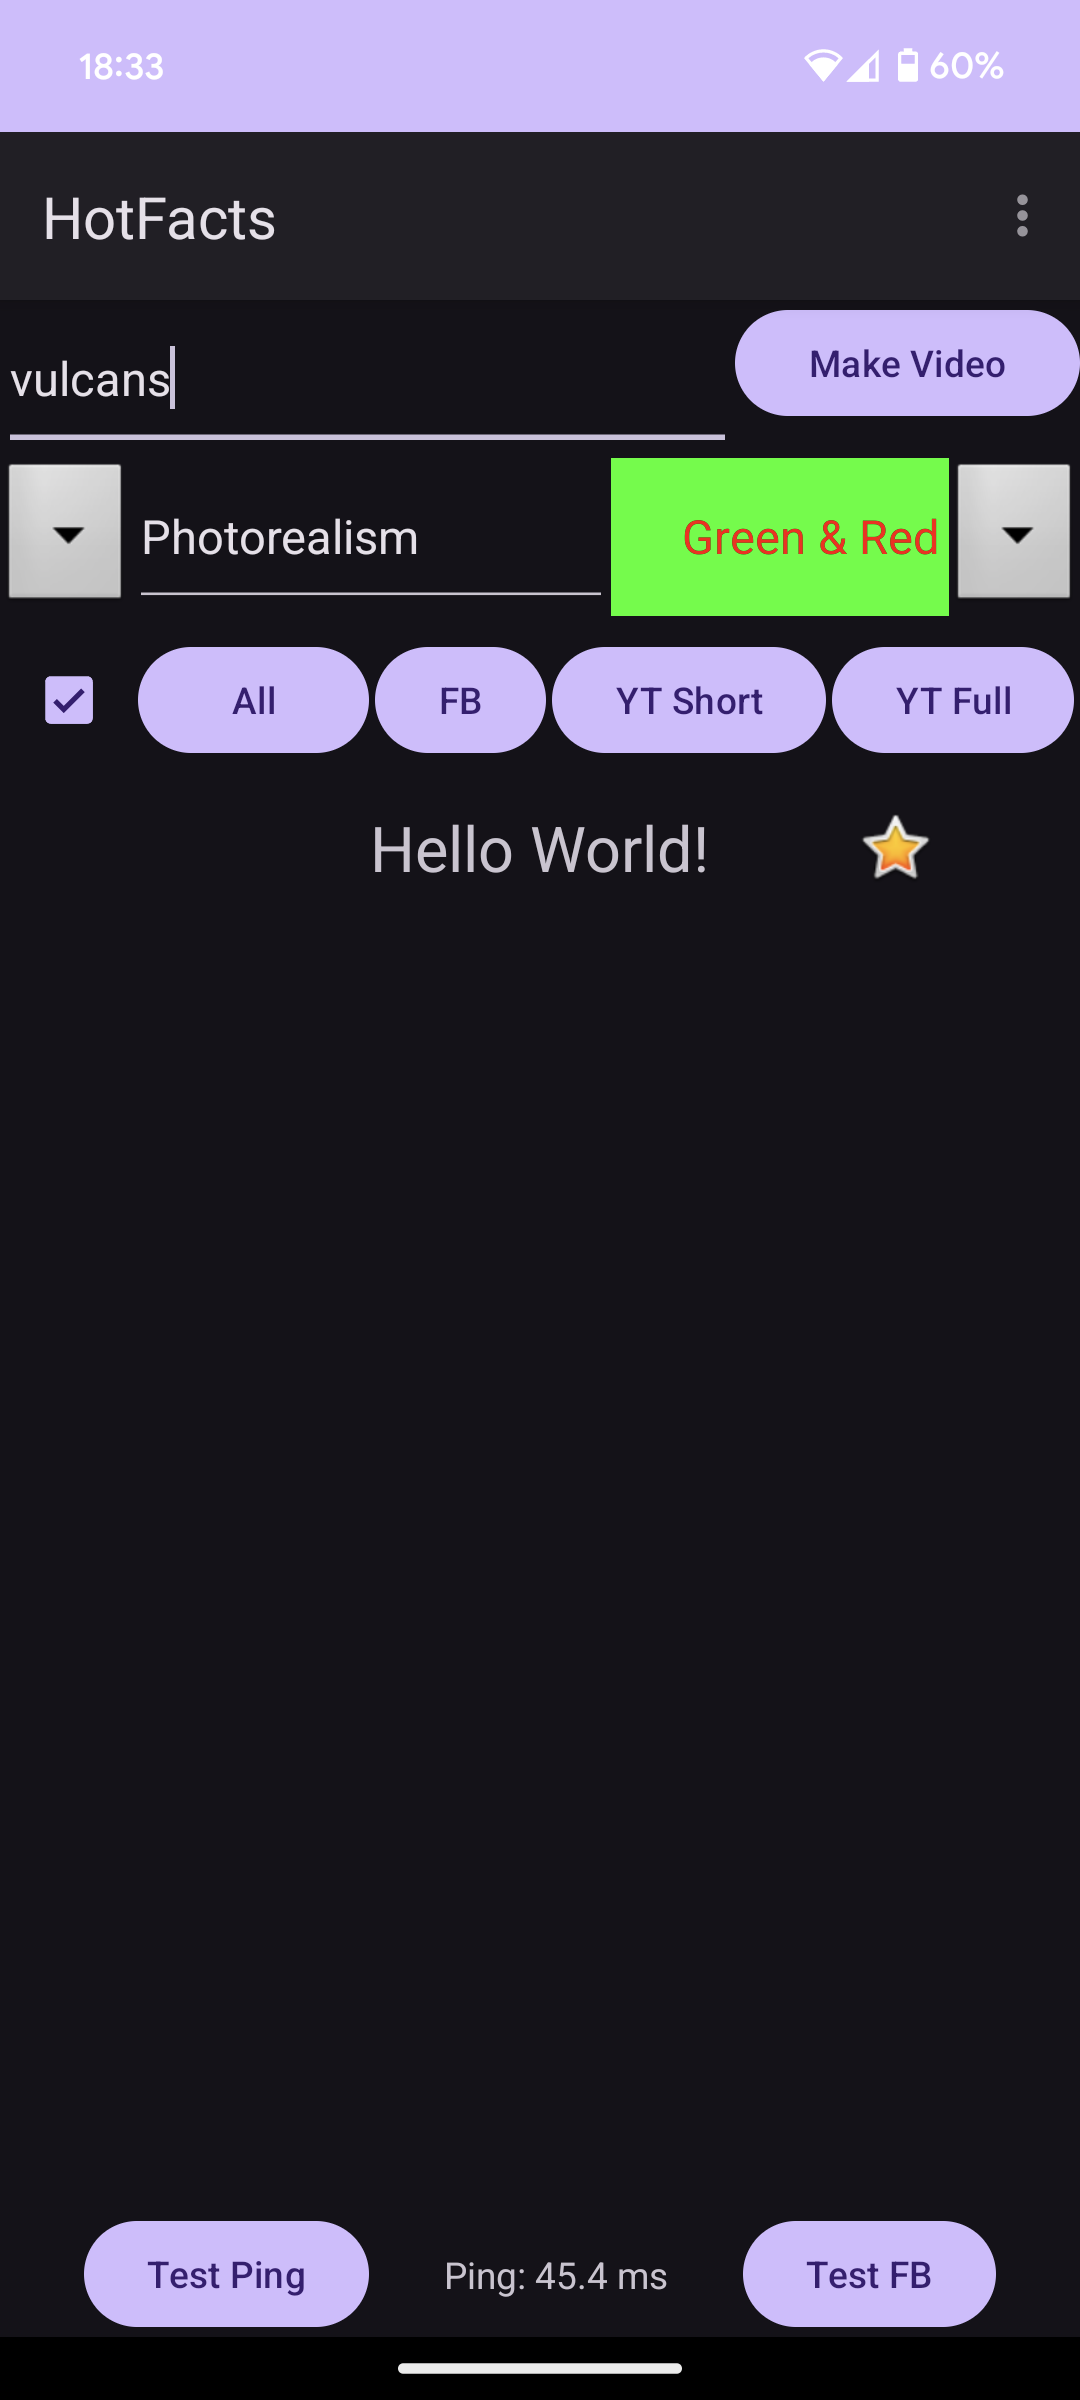 18:33 60%
HotFacts
vulcans Make Video
Photorealism Green & Red
All FB YT Short YT Full
Hello World!
Test Ping Ping: 45.4 ms Test FB